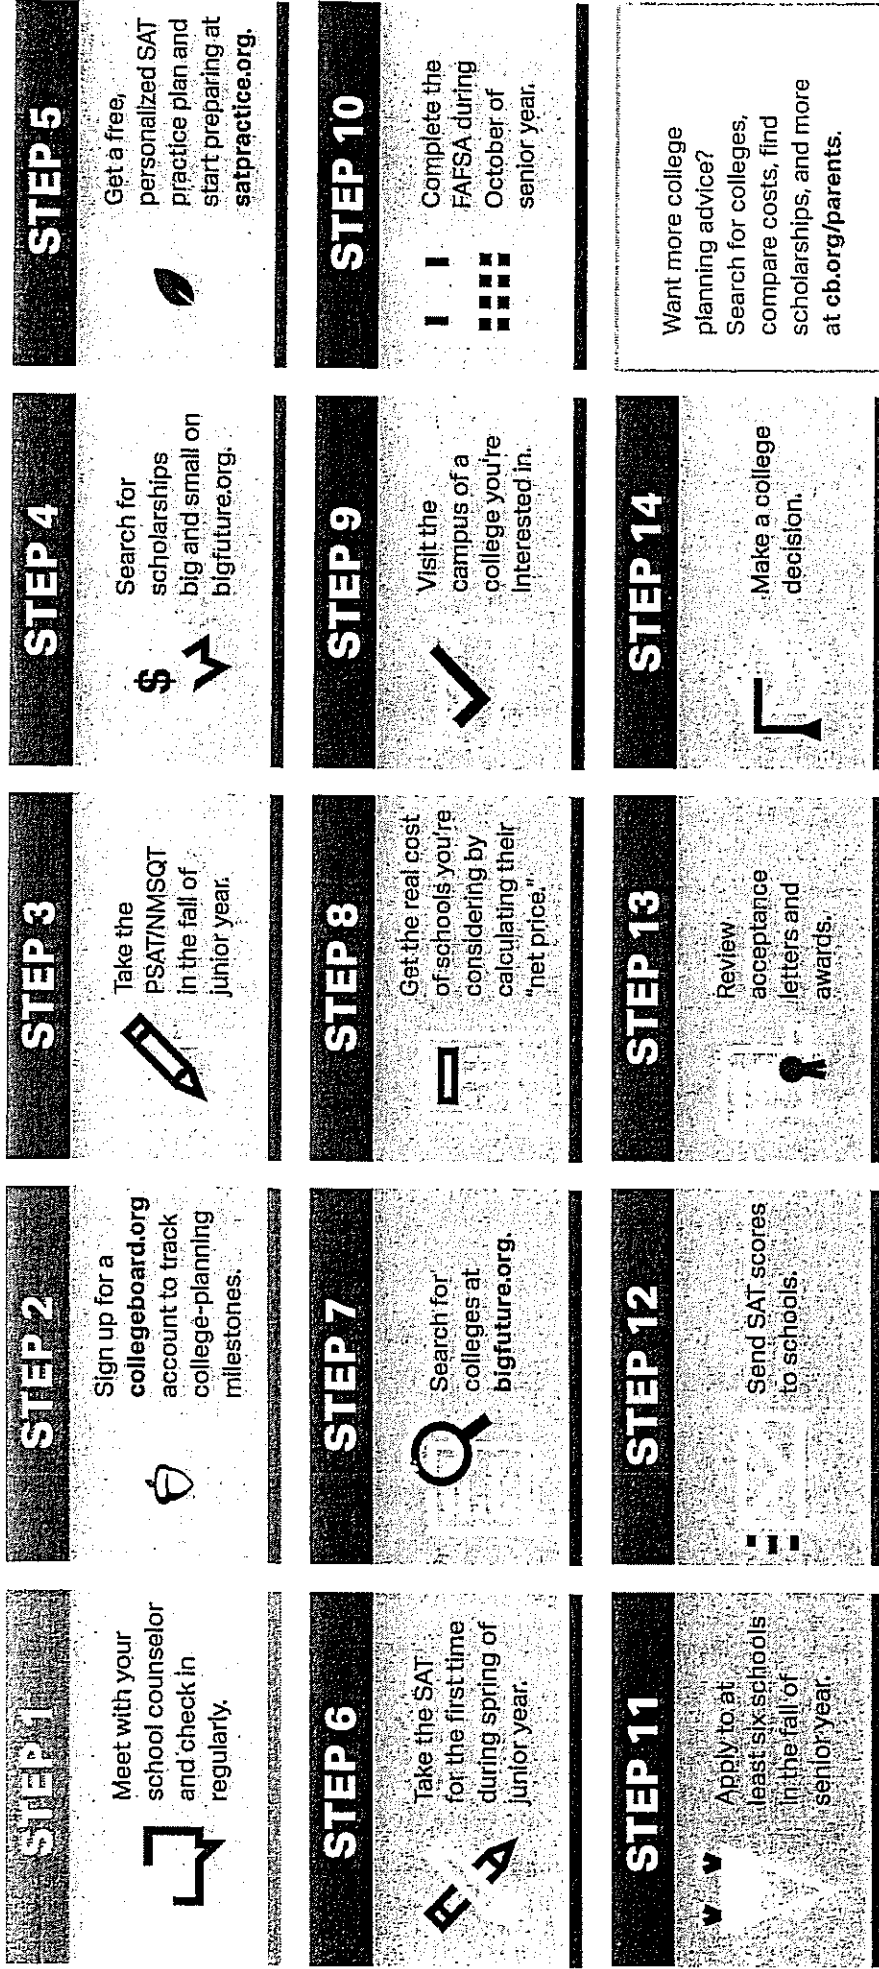 STEP 1
Meet with your
school counselor
and check in
regularly.
STEP 2
Sign up for a
collegeboard.org
account to track
college-planning
milestones.
STEP 3
Take the
PSAT/NMSQT
in the fall of
junior year.
STEP 4
$
Search for
scholarships
big and small on
bigfuture.org.
STEP 5
Get a free,
personalized SAT
practice plan and
start preparing at
satpractice.org.
STEP 6
Take the SAT
for the first time
during spring of
junior year.
STEP 7
Search for
colleges at
bigfuture.org.
STEP 8
Get the real cost
of schools you're
considering by
calculating their
"net price."
STEP 9
Visit the
campus of a
college you're
Interested in.
STEP 10
Complete the
FAFSA during
October of
senior year.
STEP 11
Apply to at
least six schools
in the fall of
senior year.
STEP 12
Send SAT scores
to schools.
STEP 13
Review
acceptance
letters and
awards.
STEP 14
Make a college
decision.
Want more college
planning advice?
Search for colleges,
compare costs, find
scholarships, and more
at cb.org/parents.